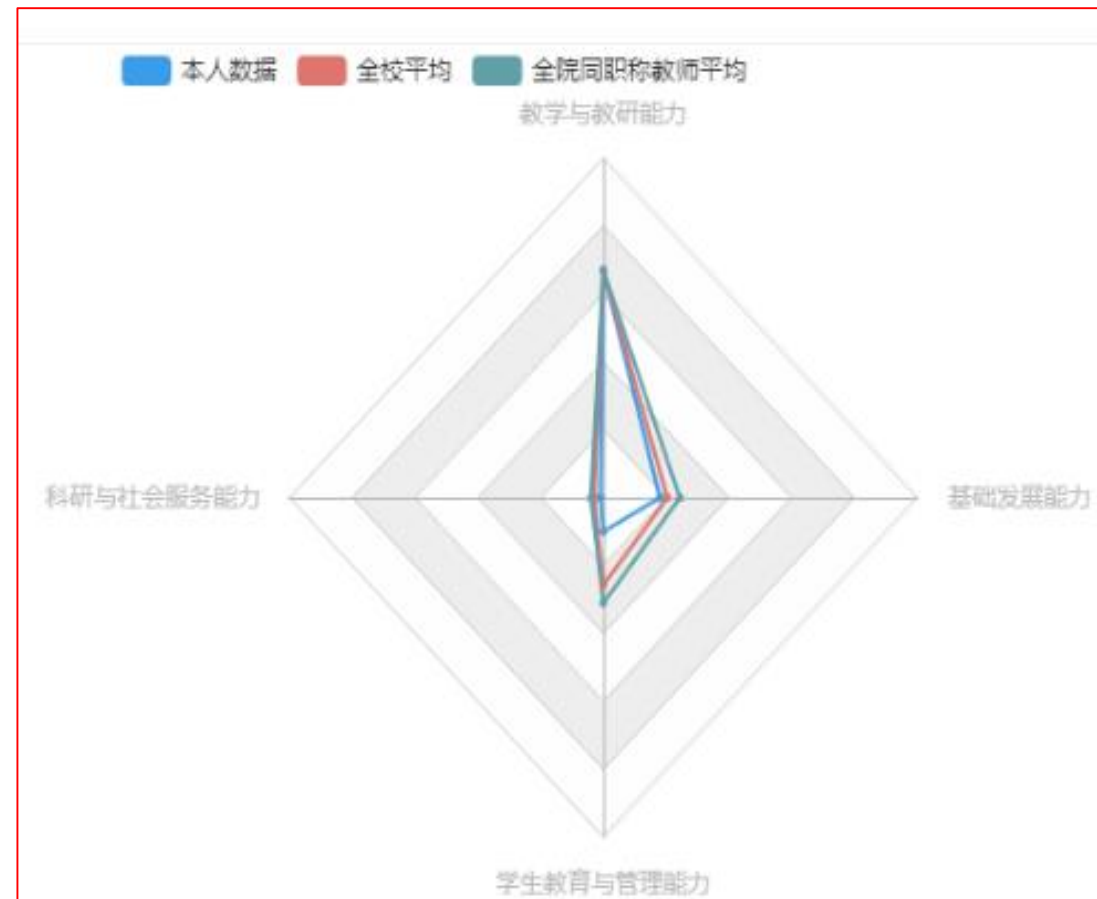 本人数据 全校平均 全院同职称教师平均
教学与教研能力
科研与社会服务能力 基础发展能力
学生教育与管理能力